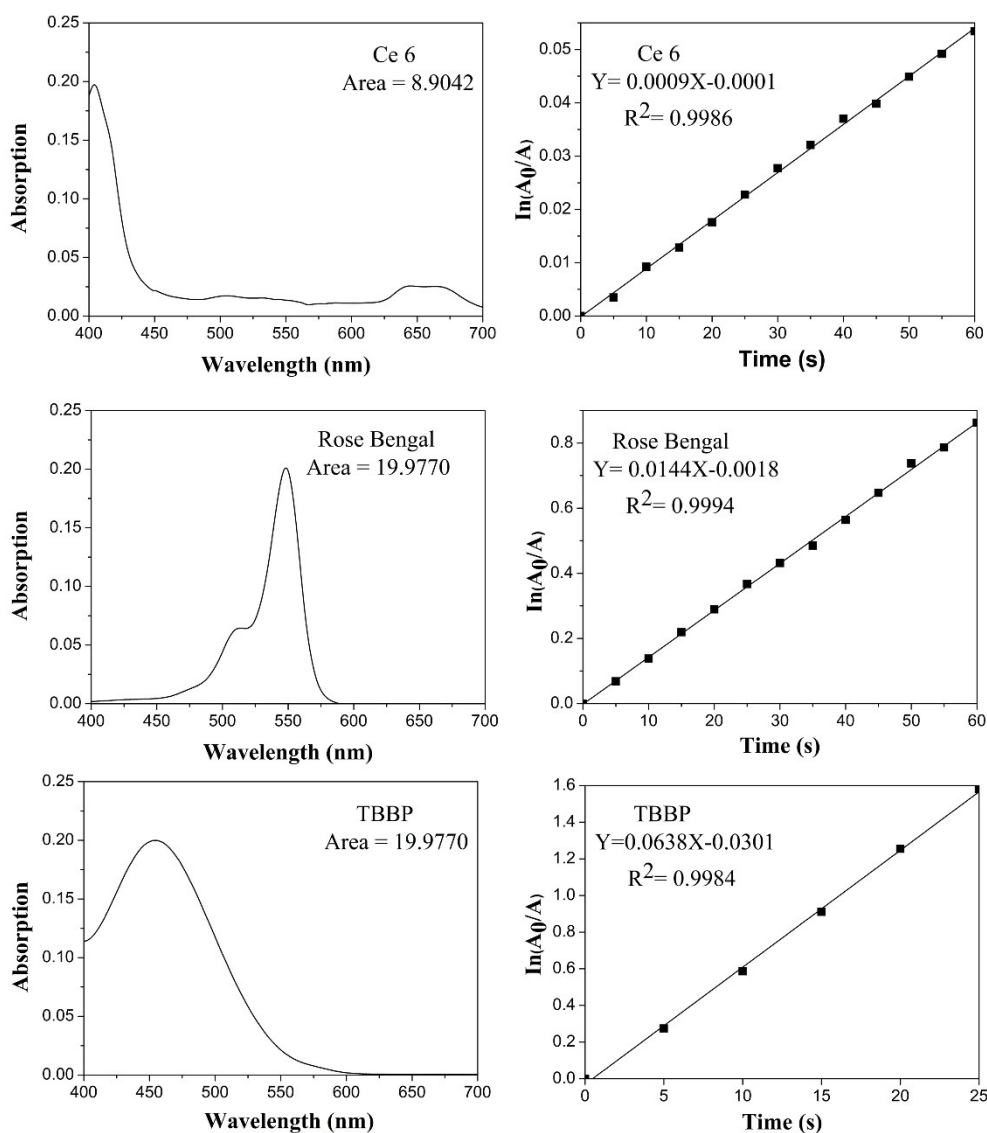 0.25
0.20
0.15
0.10
0.05
0.00
Absorption
Ce 6
Area = 8.9042
400 450 500 550 600 650 700
Wavelength (nm)
0.05
0.04
0.03
0.02
0.01
0.00
In(A0/A)
Ce 6
Y= 0.0009X-0.0001
R2= 0.9986
0 10 20 30 40 50 60
Time (s)
0.25
0.20
0.15
0.10
0.05
0.00
Absorption
Rose Bengal
Area = 19.9770
400 450 500 550 600 650 700
Wavelength (nm)
0.8
0.6
0.4
0.2
0.0
In(A0/A)
Rose Bengal
Y= 0.0144X-0.0018
R2= 0.9994
0 10 20 30 40 50 60
Time (s)
0.25
0.20
0.15
0.10
0.05
0.00
Absorption
TBBP
Area = 19.9770
400 450 500 550 600 650 700
Wavelength (nm)
1.6
1.4
1.2
1.0
0.8
0.6
0.4
0.2
0.0
In(A0/A)
TBBP
Y=0.0638X-0.0301
R2= 0.9984
0 5 10 15 20 25
Time (s)